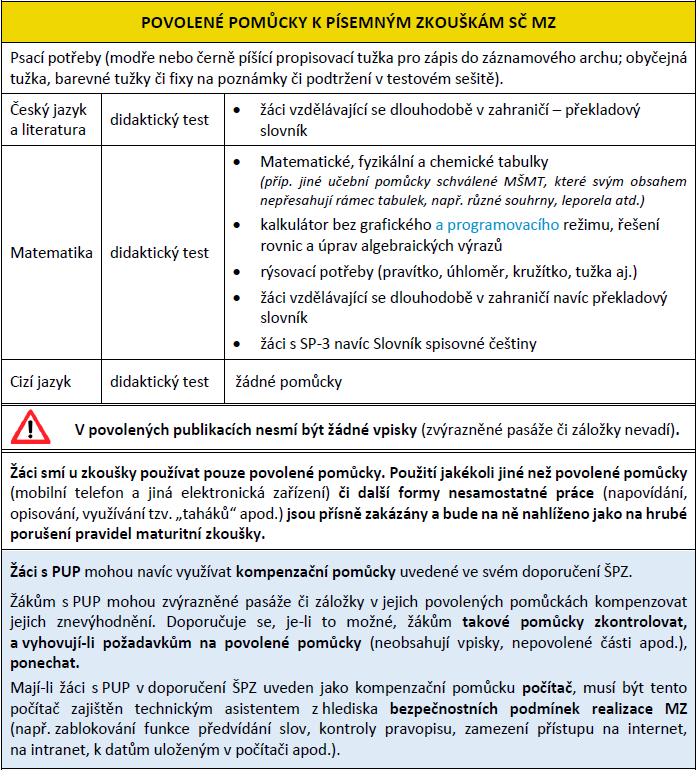 POVOLENÉ POMŮCKY K PÍSEMNÝM ZKOUŠKÁM SČ MZ
Psací potřeby (modře nebo černě píšící propisovací tužka pro zápis do záznamového archu; obyčejná
tužka, barevné tužky či fixy na poznámky či podtržení v testovém sešitě).
Český jazyk
a literatura
didaktický test
• žáci vzdělávající se dlouhodobě v zahraničí – překladový
slovník
Matematika
didaktický test
• Matematické, fyzikální a chemické tabulky
(příp. jiné učební pomůcky schválené MŠMT, které svým obsahem
nepřesahují rámec tabulek, např. různé souhrny, leporela atd.)
• kalkulátor bez grafického a programovacího režimu, řešení
rovnic a úprav algebraických výrazů
• rýsovací potřeby (pravítko, úhloměr, kružítko, tužka aj.)
• žáci vzdělávající se dlouhodobě v zahraničí navíc překladový
slovník
• žáci s SP-3 navíc Slovník spisovné češtiny
Cizí jazyk
didaktický test
žádné pomůcky
V povolených publikacích nesmí být žádné vpisky (zvýrazněné pasáže či záložky nevadí).
Žáci smí u zkoušky používat pouze povolené pomůcky. Použití jakékoli jiné než povolené pomůcky
(mobilní telefon a jiná elektronická zařízení) či další formy nesamostatné práce (napovídání,
opisování, využívání tzv. „taháků“ apod.) jsou přísně zakázány a bude na ně nahlíženo jako na hrubé
porušení pravidel maturitní zkoušky.
Žáci s PUP mohou navíc využívat kompenzační pomůcky uvedené ve svém doporučení ŠPZ.
Žákům s PUP mohou zvýrazněné pasáže či záložky v jejich povolených pomůckách kompenzovat
jejich znevýhodnění. Doporučuje se, je-li to možné, žákům takové pomůcky zkontrolovat,
a vyhovují-li požadavkům na povolené pomůcky (neobsahují vpisky, nepovolené části apod.),
ponechat.
Mají-li žáci s PUP v doporučení ŠPZ uveden jako kompenzační pomůcku počítač, musí být tento
počítač zajištěn technickým asistentem z hlediska bezpečnostních podmínek realizace MZ
(např. zablokování funkce předvídání slov, kontroly pravopisu, zamezení přístupu na internet,
na intranet, k datům uloženým v počítači apod.).